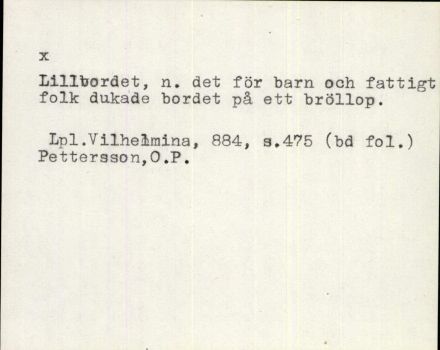 x
Lillbordet, n. det för barn och fattigt
folk dukade bordet på ett bröllop.
Lpl.Vilhelmina, 884, s.475 (bd fol.)
Pettersson,O.P.